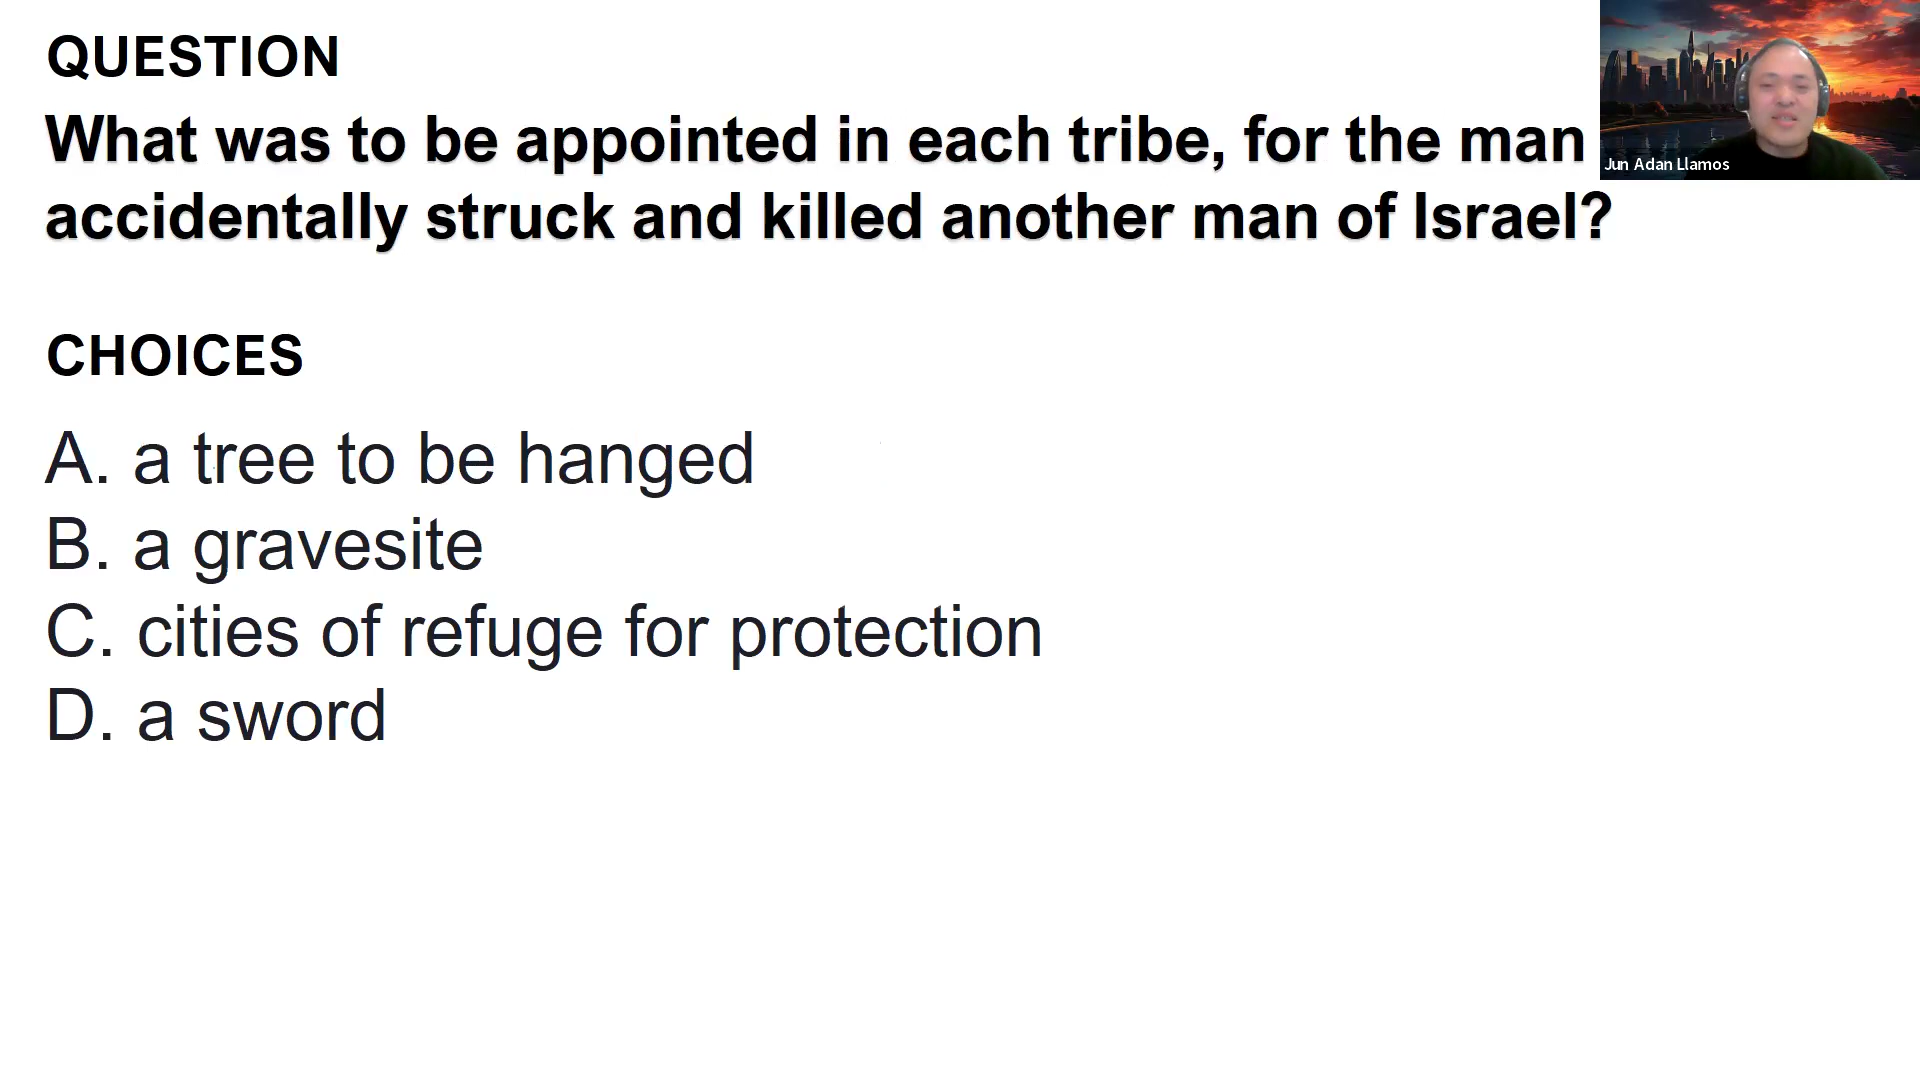 QUESTION
What was to be appointed in each tribe, for the man
accidentally struck and killed another man of Israel?
Jun Adan Llamos
CHOICES
A. a tree to be hanged
B. a gravesite
C. cities of refuge for protection
D. a sword